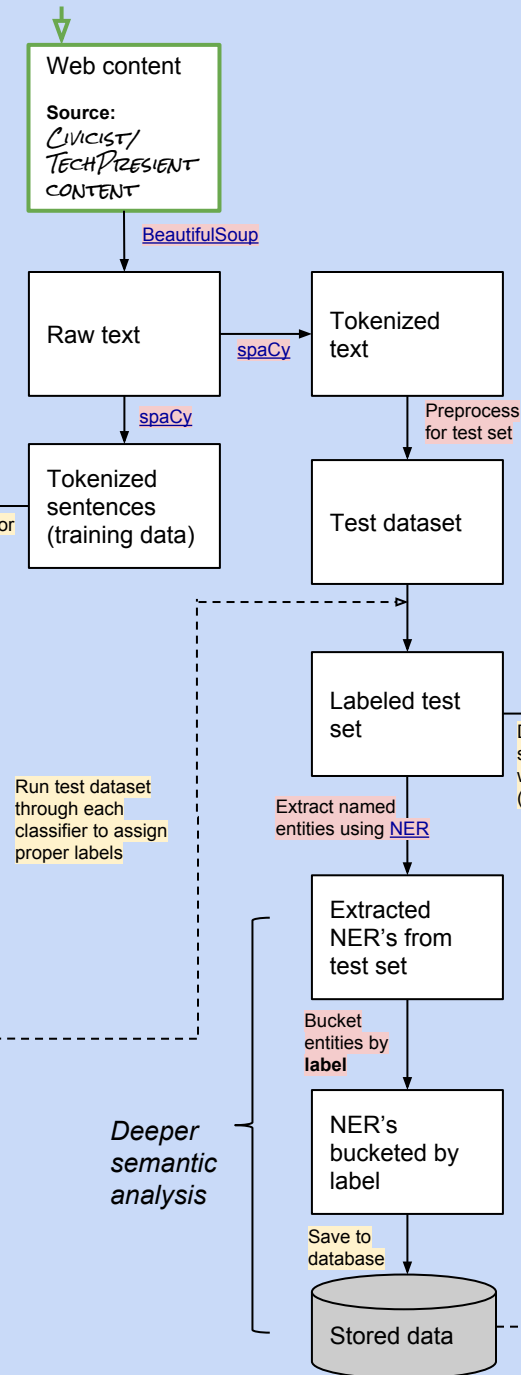 Web content
Source:
CIVICIST/
TECHPRESIENT
CONTENT
BeautifulSoup
Raw text
spaCy
Tokenized
text
spaCy
Preprocess
for test set
Tokenized
sentences
(training data)
or
Test dataset
Labeled test
set
Run test dataset
through each
classifier to assign
proper labels
Extract named
entities using NER
Extracted
NER's from
test set
Bucket
entities by
label
Deeper
semantic
analysis
NER's
bucketed by
label
Save to
database
Stored data